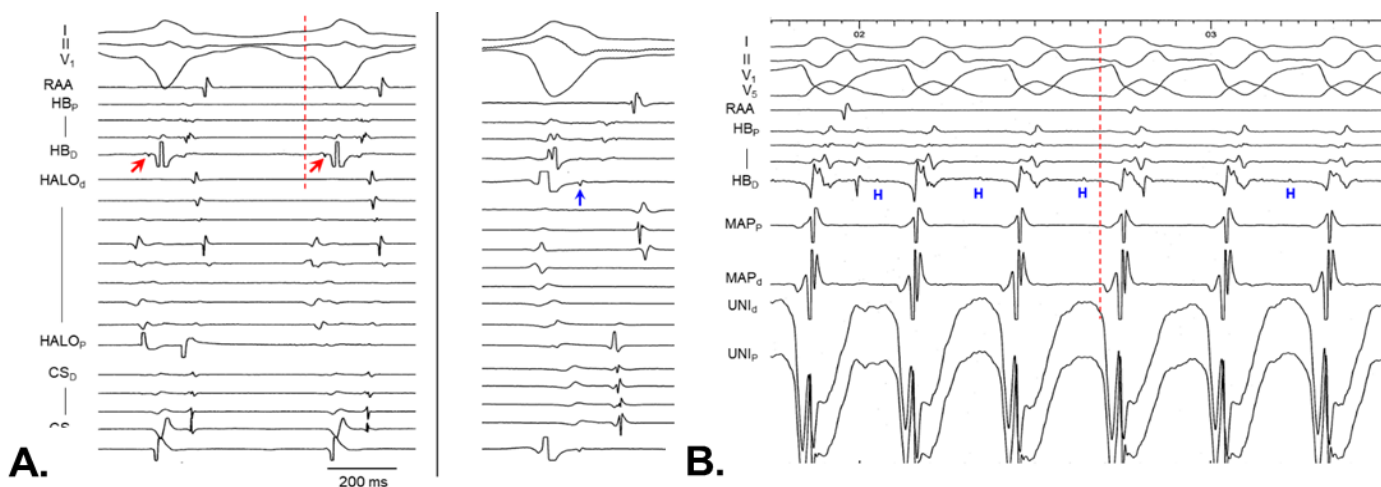 I
II
V1
RAA
HBP
HBD
HALOd
HALOP
CSD
CS
A.
200 ms
02
03
I
II
V1
V5
RAA
HBP
HBD
H
H
H
H
MAPP
MAPd
UNId
UNIP
B.